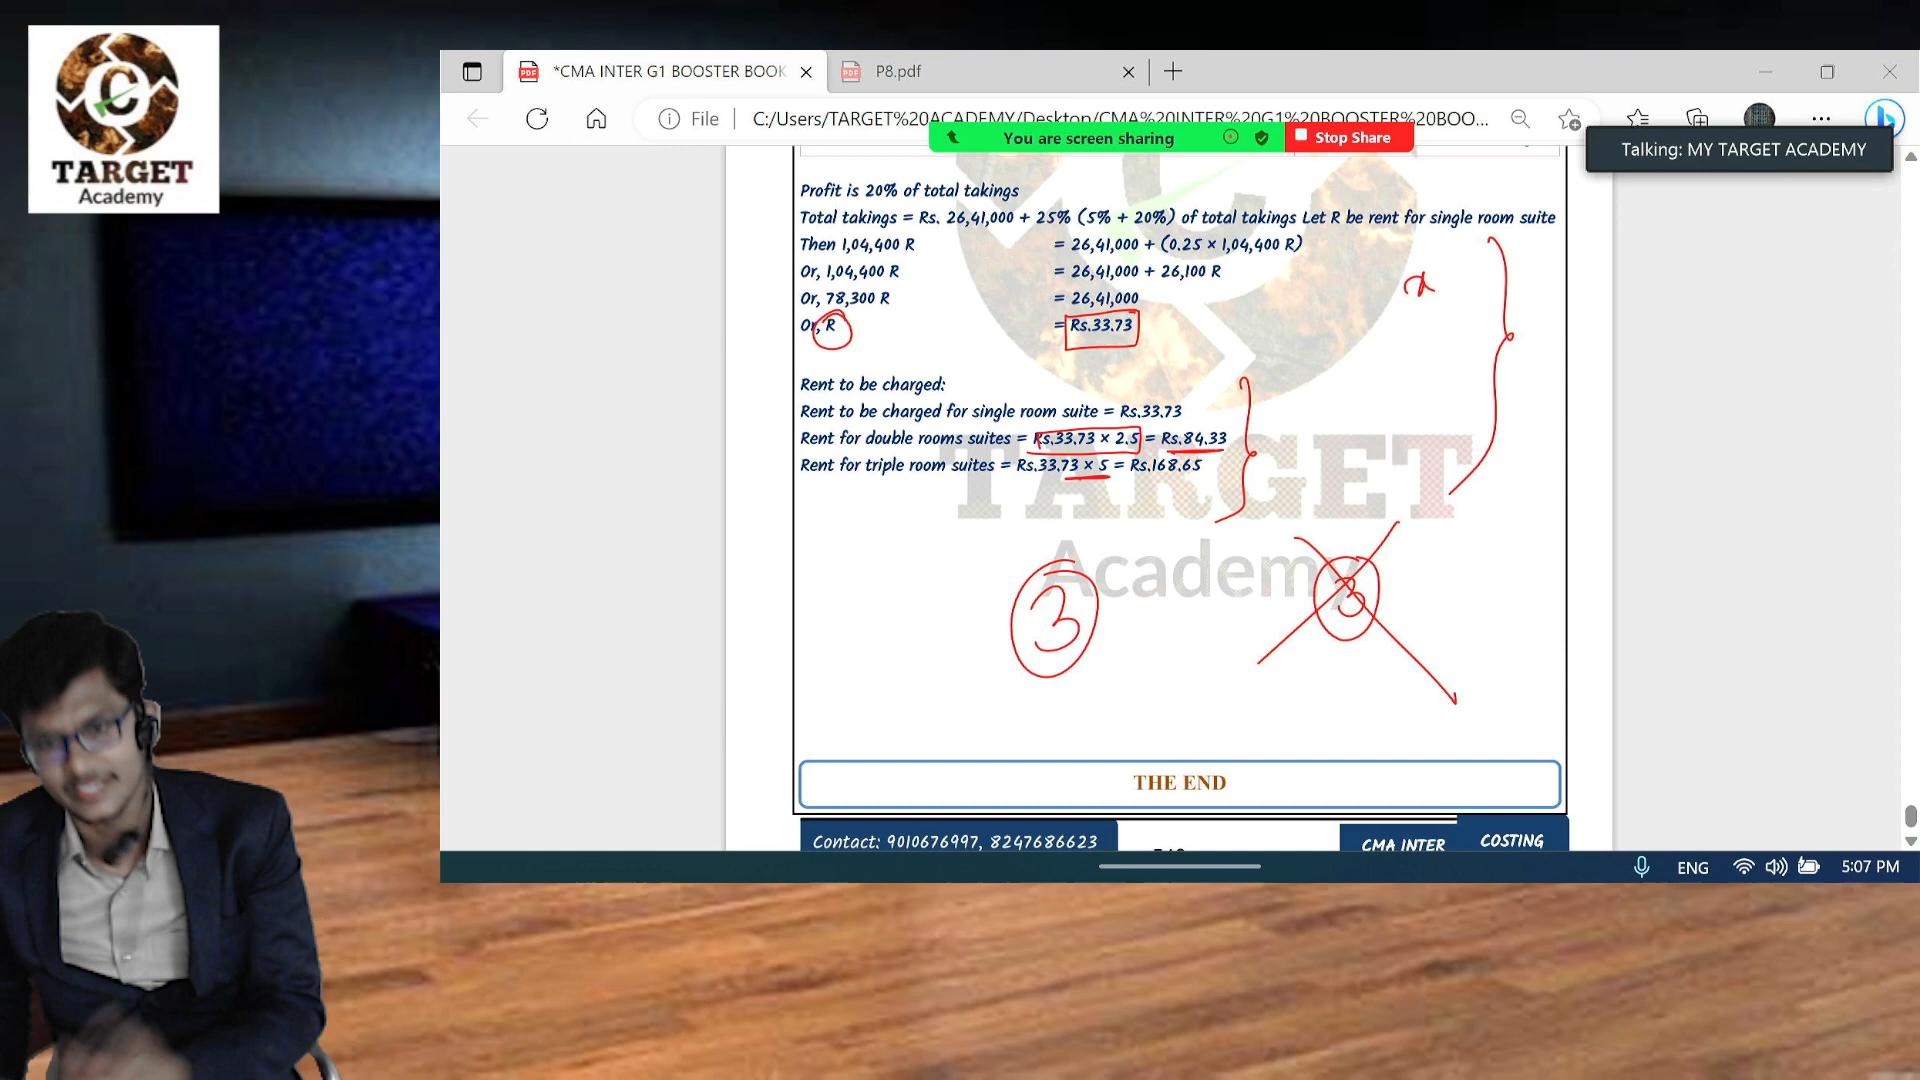 C
TARGET
Academy
*CMA INTER G1 BOOSTER BOOK
P8.pdf
File
C:/Users/TARGET%20ACADEMY/Desktop/CMA%20INTER%20G1%20BOOSTER%20BOO...
You are screen sharing
Stop Share
Talking: MY TARGET ACADEMY
Profit is 20% of total takings
Total takings = Rs. 26,41,000 + 25% (5% + 20%) of total takings Let R be rent for single room suite
Then 1,04,400 R = 26,41,000 + (0.25 × 1,04,400 R)
Or, 1,04,400 R = 26,41,000 + 26,100 R
Or, 78,300 R = 26,41,000
Or, R = Rs.33.73
Rent to be charged:
Rent to be charged for single room suite = Rs.33.73
Rent for double rooms suites = Rs.33.73 × 2.5 = Rs.84.33
Rent for triple room suites = Rs.33.73 × 5 = Rs.168.65
TARGET
Academy
3
3
THE END
Contact: 9010676997, 8247686623
CMA INTER
COSTING
ENG
5:07 PM